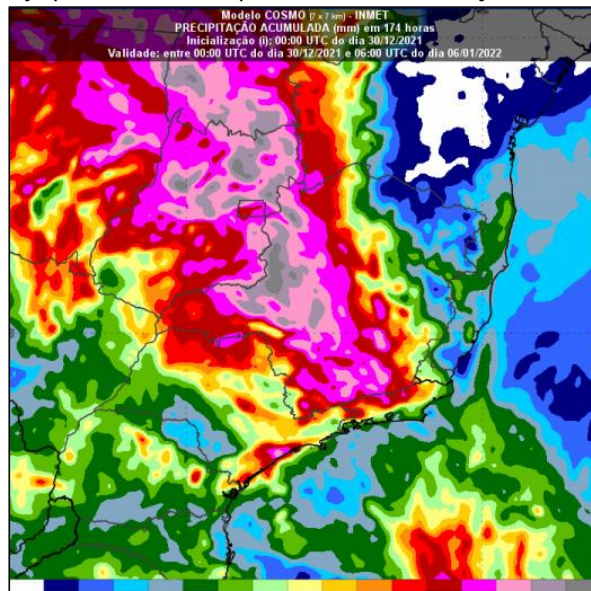 Modelo COSMO (7 x 7 km) - INMET
PRECIPITAÇÃO ACUMULADA (mm) em 174 horas
Inicialização (i): 00:00 UTC do dia 30/12/2021
Validade: entre 00:00 UTC do dia 30/12/2021 e 06:00 UTC do dia 06/01/2022